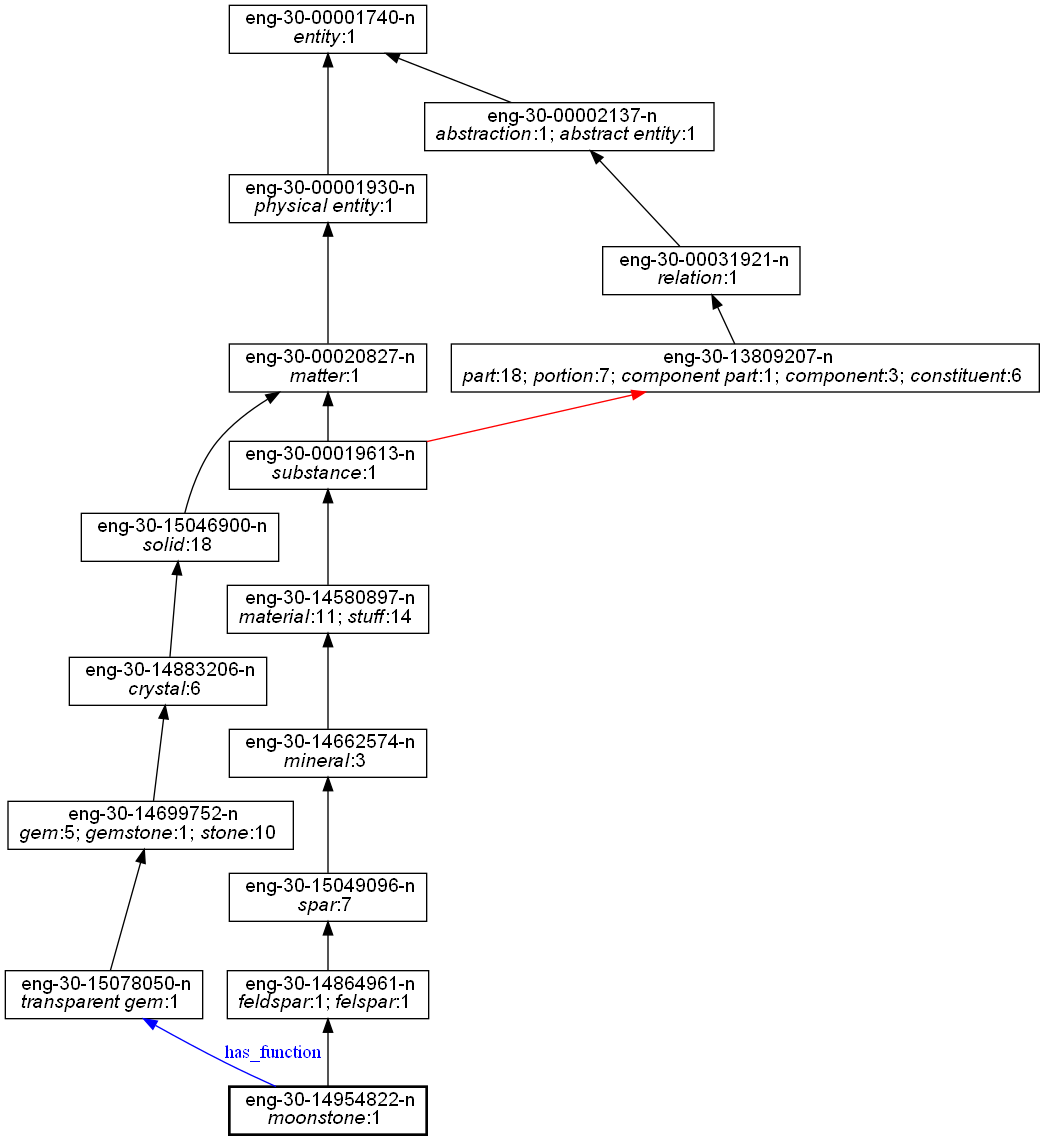 eng-30-00001740-n
entity:1
eng-30-00002137-n
abstraction:1; abstract entity:1
eng-30-00001930-n
physical entity:1
eng-30-00031921-n
relation:1
eng-30-00020827-n
matter:1
eng-30-13809207-n
part:18; portion:7; component part:1; component:3; constituent:6
eng-30-00019613-n
substance:1
eng-30-15046900-n
solid:18
eng-30-14580897-n
material:11; stuff:14
eng-30-14883206-n
crystal:6
eng-30-14662574-n
mineral:3
eng-30-14699752-n
gem:5; gemstone:1; stone:10
eng-30-15049096-n
spar:7
eng-30-15078050-n
transparent gem:1
eng-30-14864961-n
feldspar:1; felspar:1
has_function
eng-30-14954822-n
moonstone:1